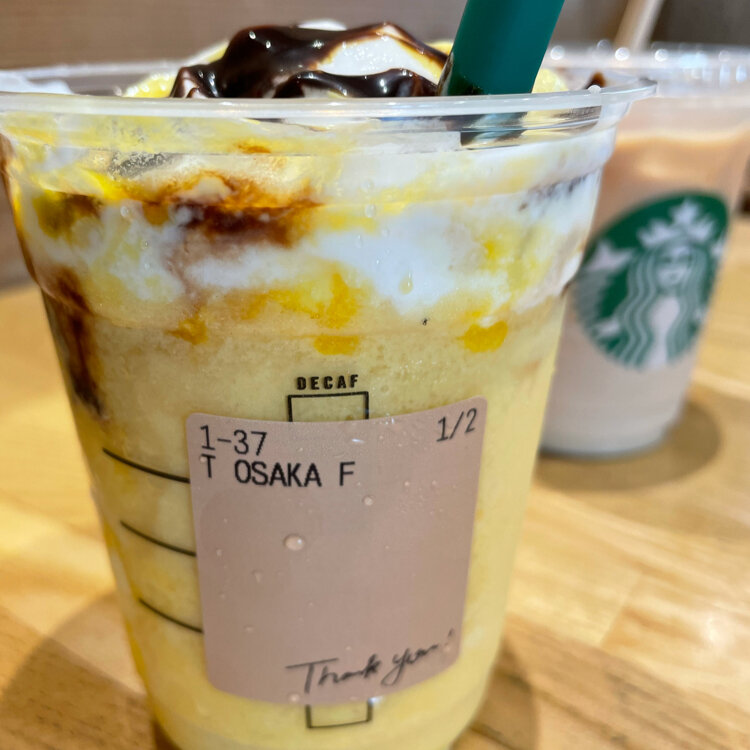 DECAF
1-37 1/2
T OSAKA F
Thank you!